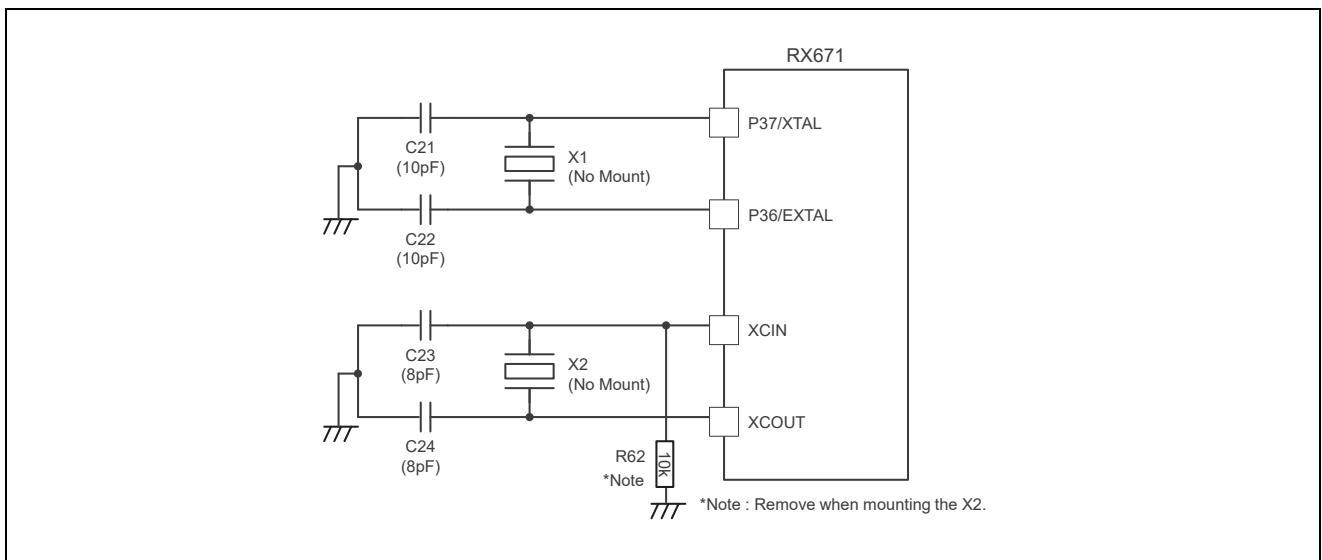 RX671
P37/XTAL
C21
(10pF)
X1
(No Mount)
P36/EXTAL
C22
(10pF)
XCIN
C23
(8pF)
X2
(No Mount)
XCOUT
C24
(8pF)
R62
10k
*Note
*Note : Remove when mounting the X2.